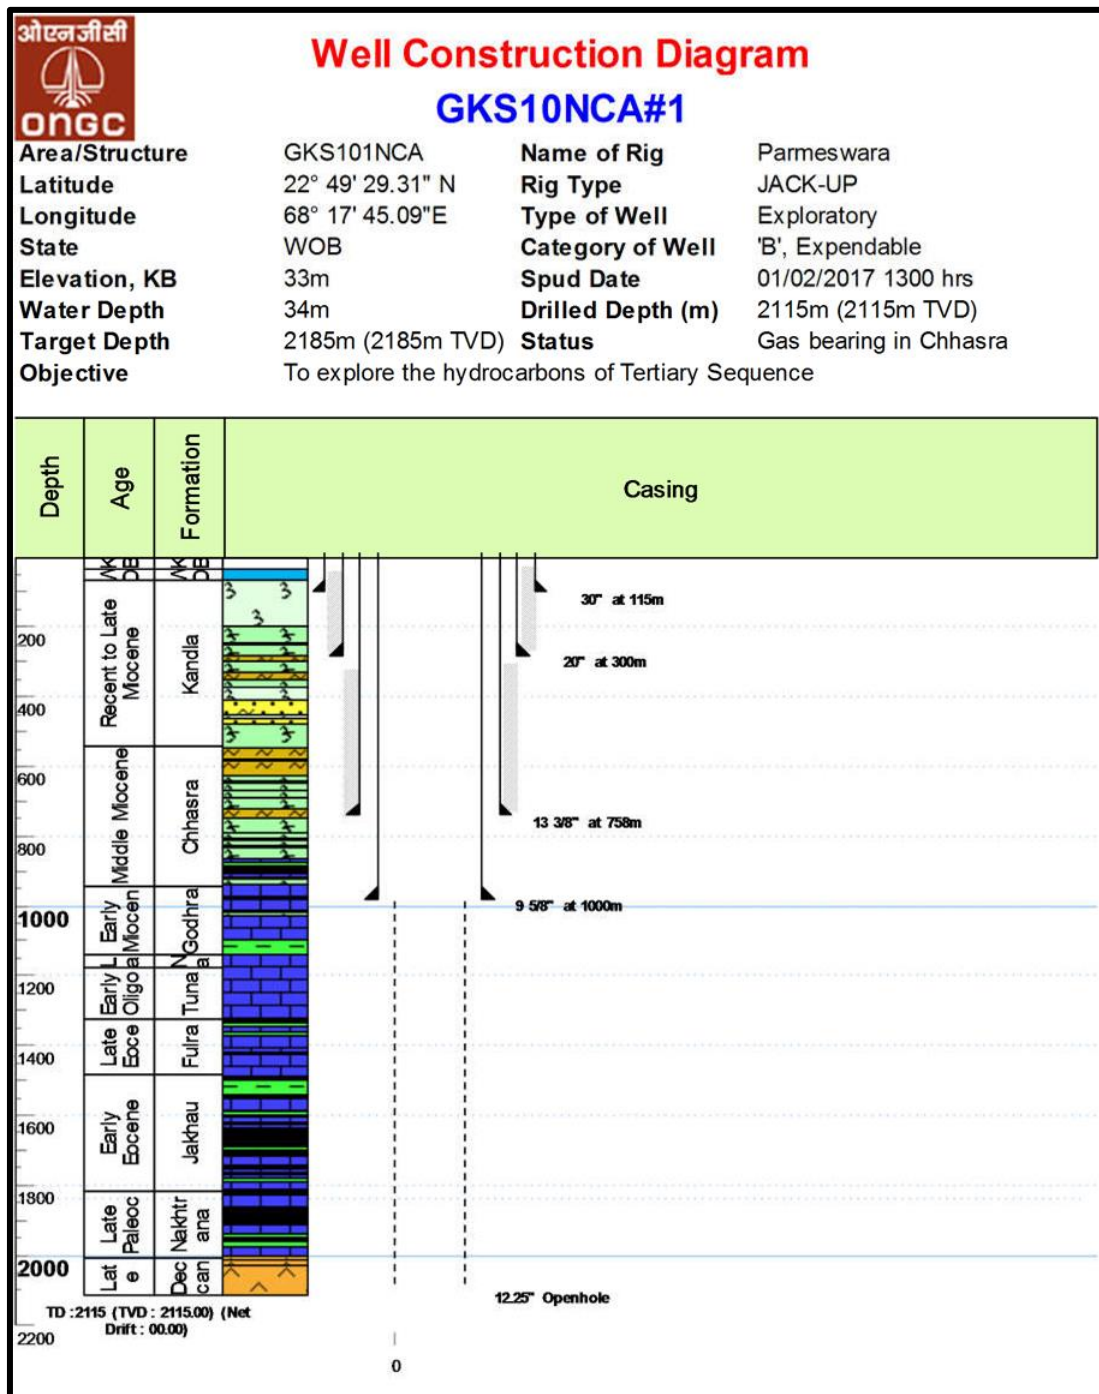 ओएनजीसी
ONGC
Well Construction Diagram
GKS10NCA#1
Area/Structure GKS101NCA Name of Rig Parmeswara
Latitude 22° 49' 29.31" N Rig Type JACK-UP
Longitude 68° 17' 45.09"E Type of Well Exploratory
State WOB Category of Well 'B', Expendable
Elevation, KB 33m Spud Date 01/02/2017 1300 hrs
Water Depth 34m Drilled Depth (m) 2115m (2115m TVD)
Target Depth 2185m (2185m TVD) Status Gas bearing in Chhasra
Objective To explore the hydrocarbons of Tertiary Sequence
Depth Age Formation Casing
30" at 115m
Recent to Late
Miocene
Kandla
200
20" at 300m
400
600
Middle Miocene
Chhasra
13 3/8" at 758m
800
9 5/8" at 1000m
1000
Early
Miocen
Godhra
L
a
N
a
1200
Early
Oligo
Tuna
Late
Eoce
Fulra
1400
Early
Eocene
Jakhau
1600
1800
Late
Paleoc
Nakhtr
ana
2000
Lat
e
Dec
can
12.25" Openhole
TD :2115 (TVD : 2115.00) (Net
Drift : 00.00)
2200
0